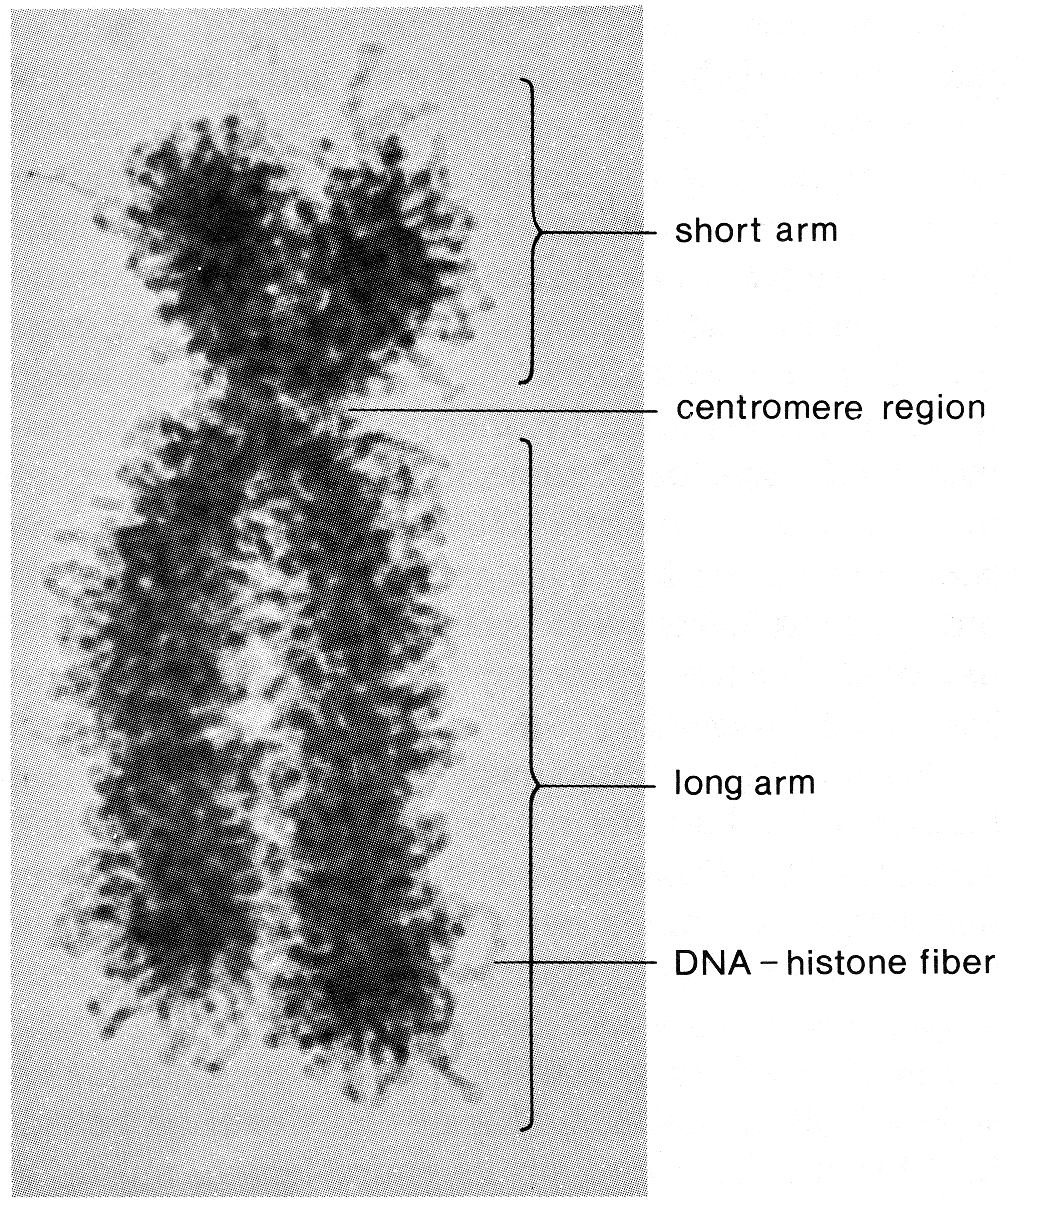 short arm
centromere region
long arm
DNA – histone fiber